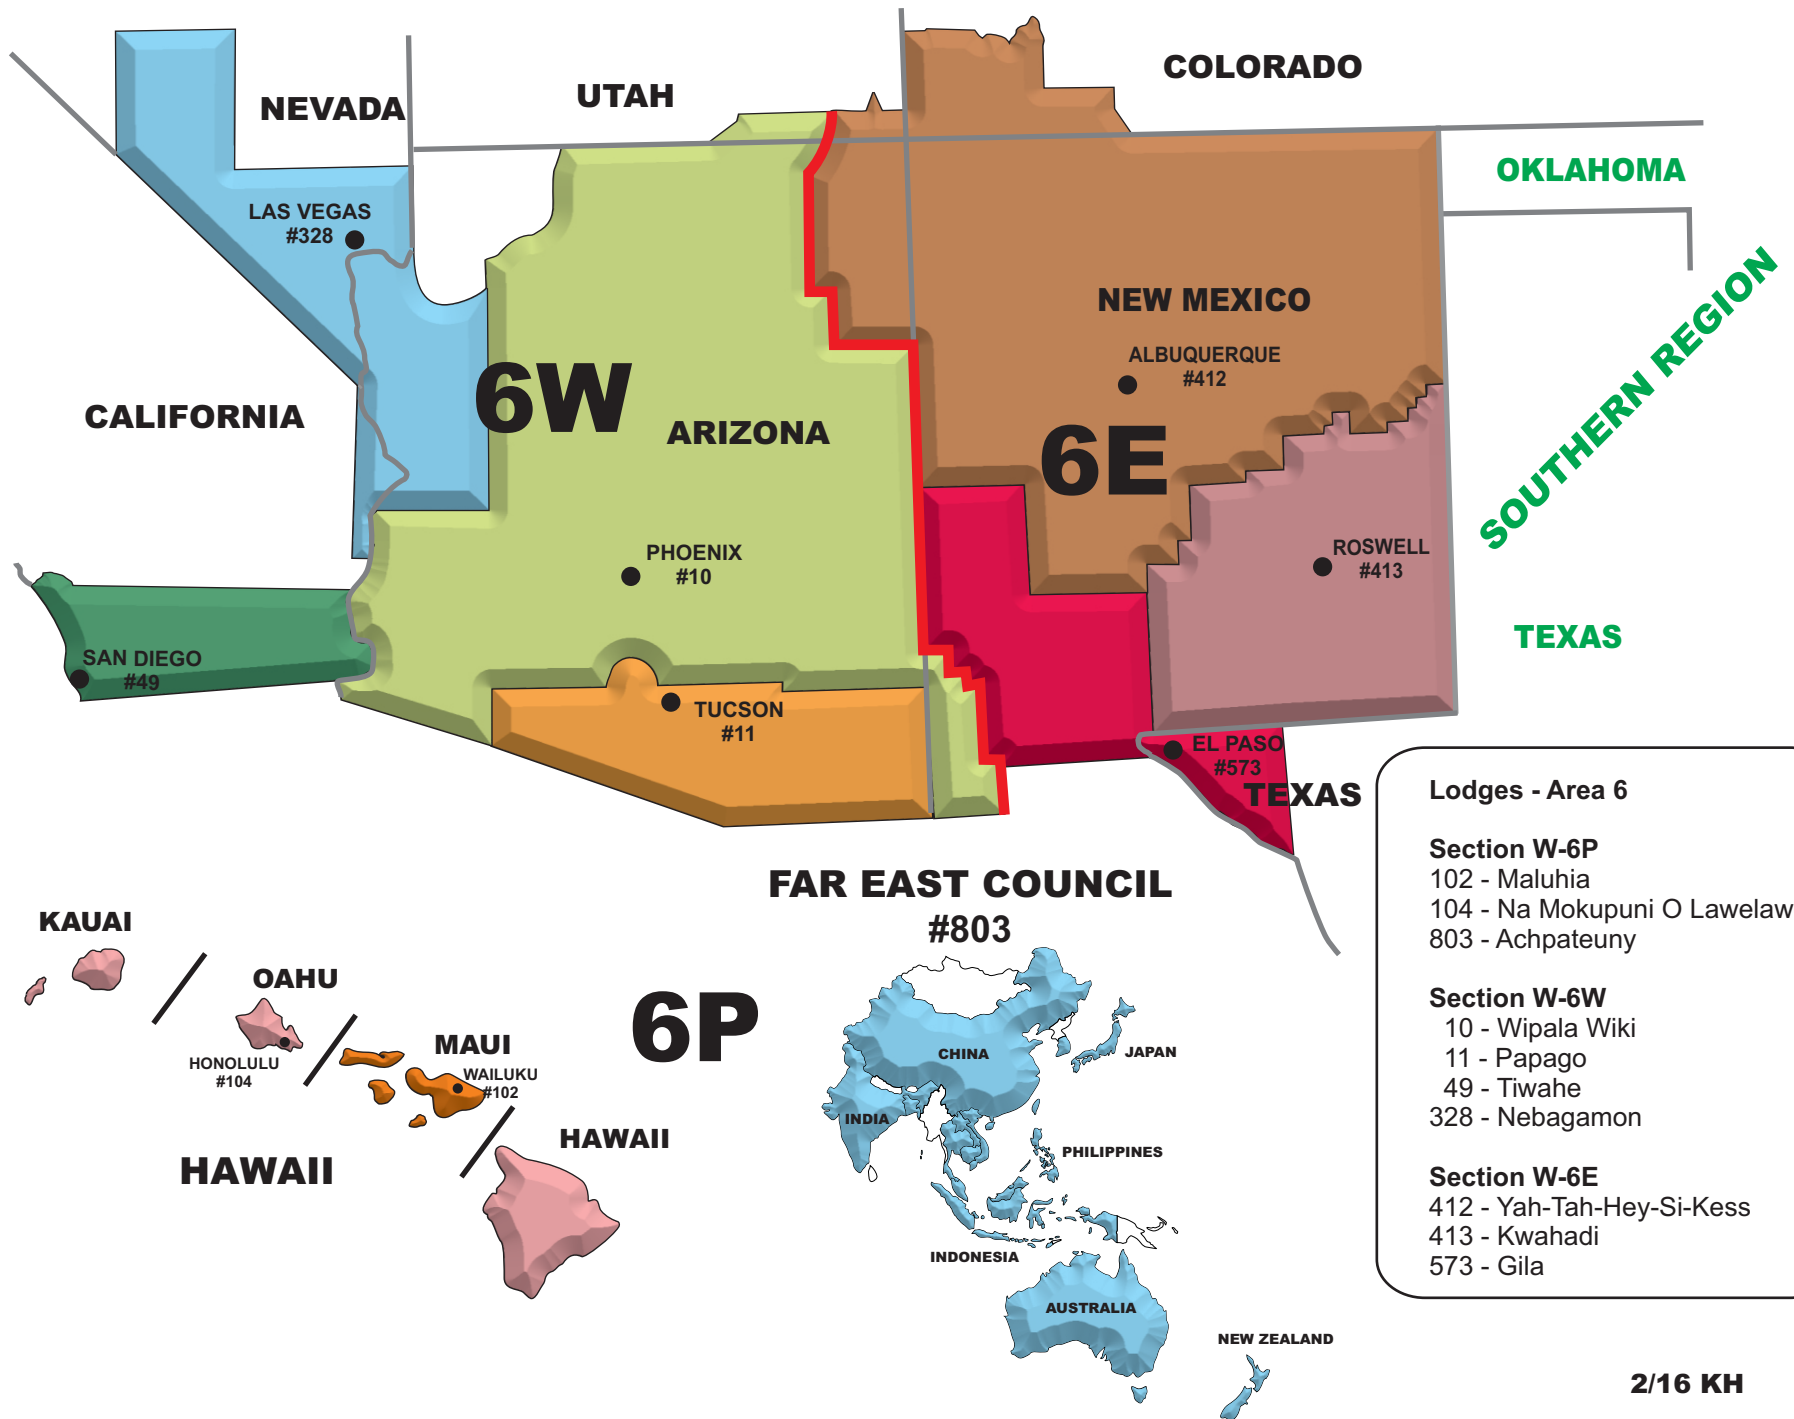 COLORADO
UTAH
NEVADA
OKLAHOMA
LAS VEGAS
#328
NEW MEXICO
ALBUQUERQUE
#412
SOUTHERN REGION
6W
CALIFORNIA
ARIZONA
6E
PHOENIX
#10
ROSWELL
#413
TEXAS
SAN DIEGO
#49
TUCSON
#11
EL PASO
#573
TEXAS
Lodges - Area 6
Section W-6P
102 - Maluhia
104 - Na Mokupuni O Lawelaw
803 - Achpateuny
Section W-6W
10 - Wipala Wiki
11 - Papago
49 - Tiwahe
328 - Nebagamon
Section W-6E
412 - Yah-Tah-Hey-Si-Kess
413 - Kwahadi
573 - Gila
FAR EAST COUNCIL
#803
KAUAI
OAHU
6P
HONOLULU
#104
MAUI
WAILUKU
#102
HAWAII
HAWAII
CHINA
JAPAN
INDIA
PHILIPPINES
INDONESIA
AUSTRALIA
NEW ZEALAND
2/16 KH